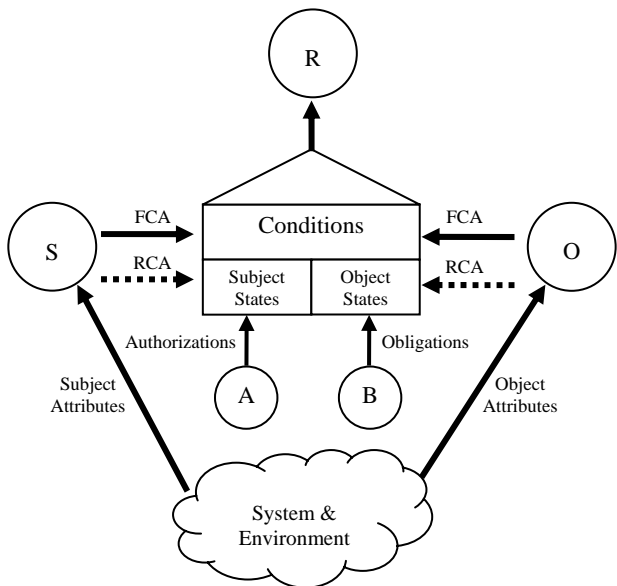 R
FCA
FCA
Conditions
S
O
RCA
RCA
Subject
States
Object
States
Authorizations
Obligations
A
B
Subject
Attributes
Object
Attributes
System &
Environment